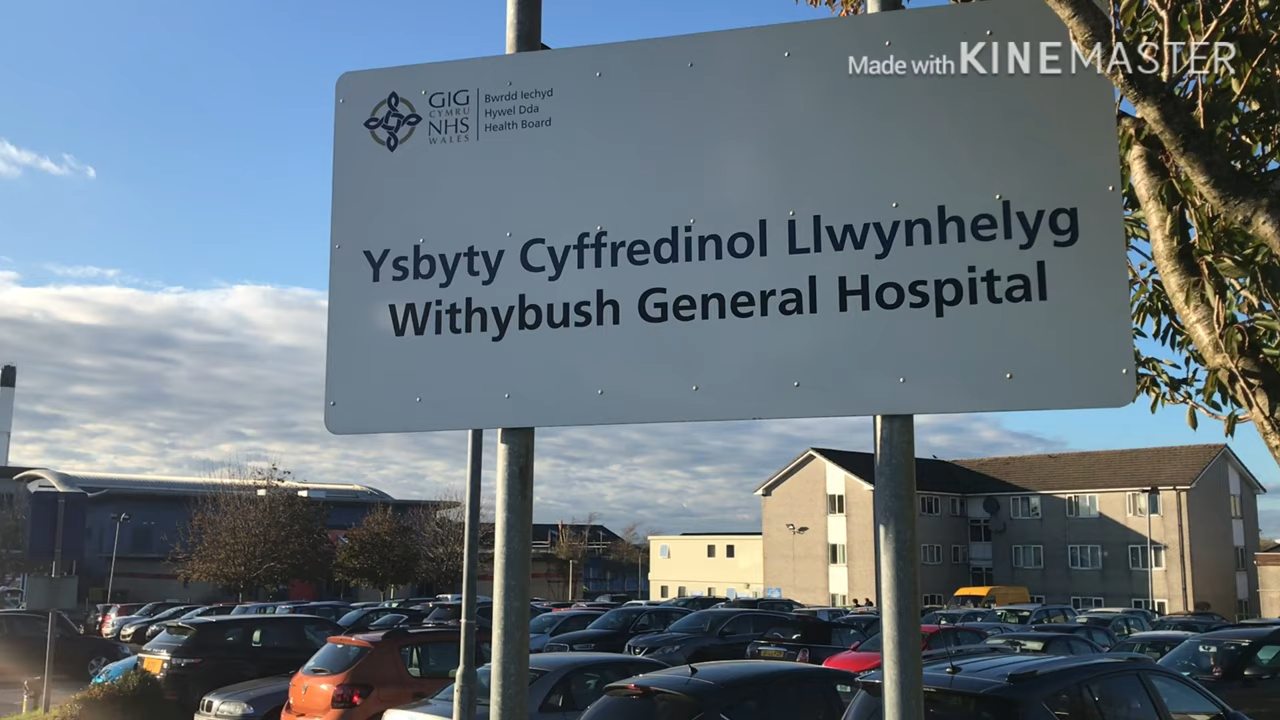 Made with KINEMASTER
GIG
CYMRU
NHS
WALES
Bwrdd Iechyd
Hywel Dda
Health Board
Ysbyty Cyffredinol Llwynhelyg
Withybush General Hospital